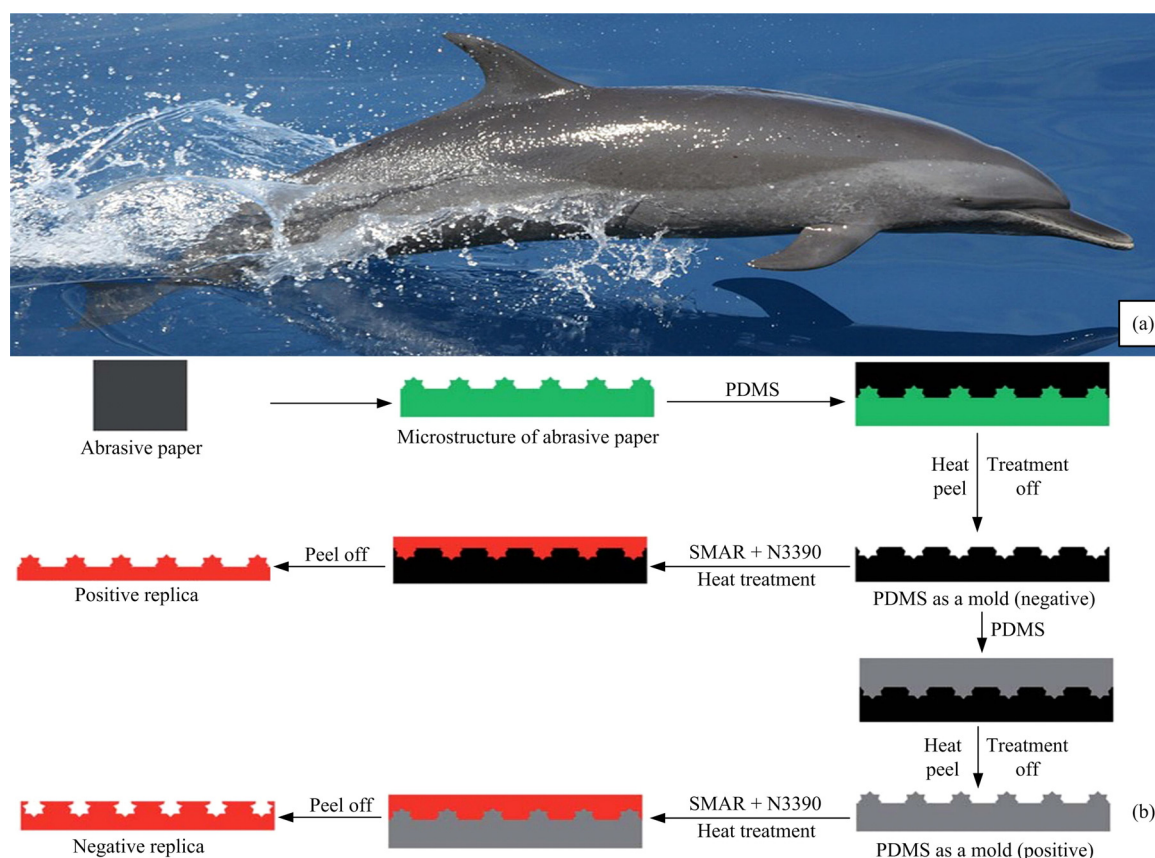 (a)
Abrasive paper
Microstructure of abrasive paper
PDMS
Heat Treatment
peel off
Positive replica
Peel off
SMAR + N3390
Heat treatment
PDMS as a mold (negative)
PDMS
Heat Treatment
peel off
Negative replica
Peel off
SMAR + N3390
Heat treatment
PDMS as a mold (positive)
(b)